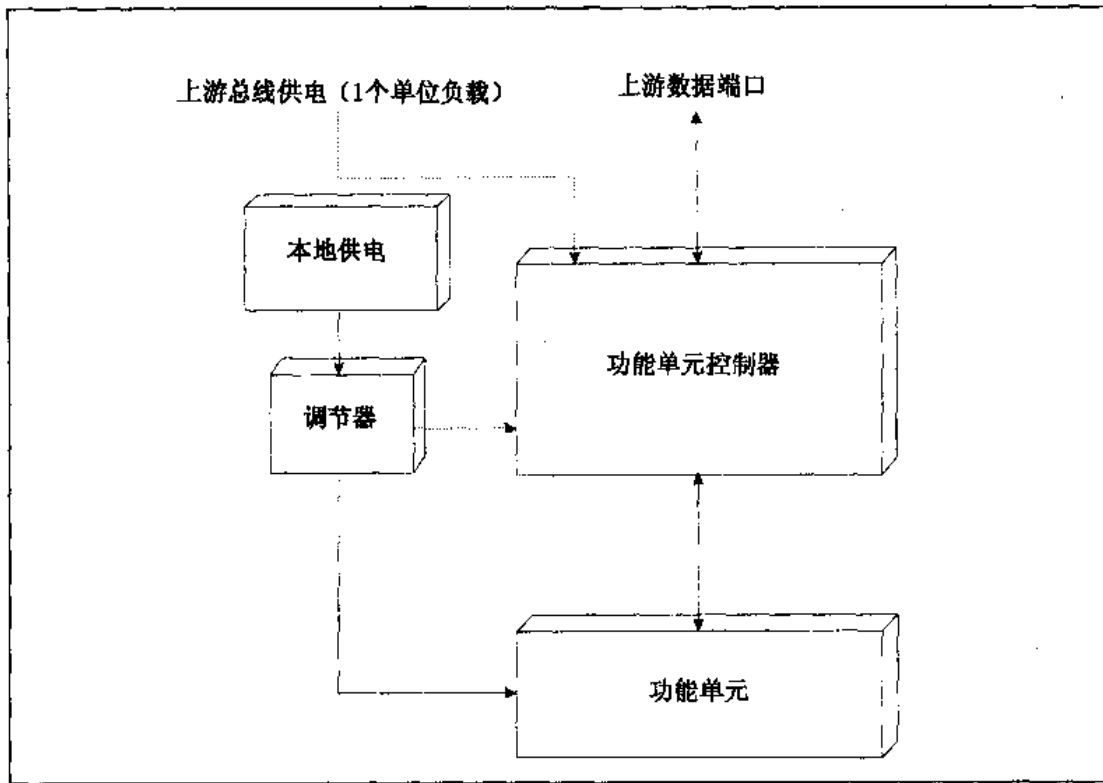 上游总线供电（1个单位负载）
上游数据端口
本地供电
功能单元控制器
调节器
功能单元